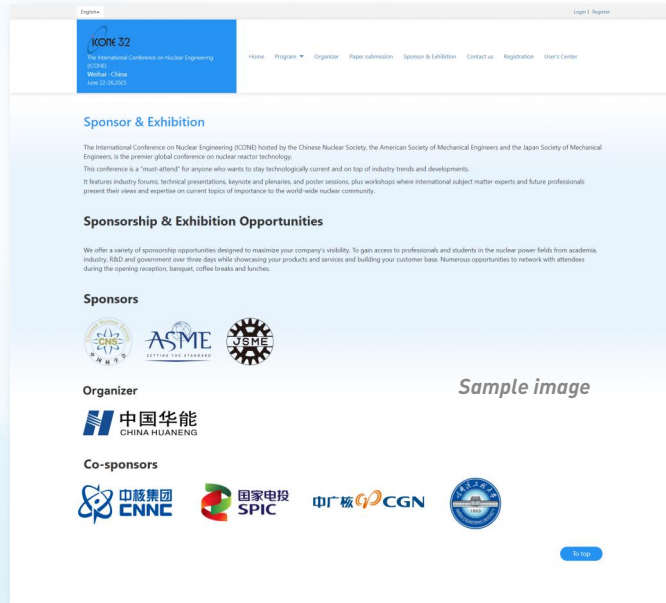 English
Login | Register
ICONE 32
The International Conference on Nuclear Engineering
(ICONE)
Weihai · China
June 22-26,2025
Home Program Organizer Paper submission Sponsor & Exhibition Contact us Registration User's Center
Sponsor & Exhibition
The International Conference on Nuclear Engineering (ICONE) hosted by the Chinese Nuclear Society, the American Society of Mechanical Engineers and the Japan Society of Mechanical
Engineers, is the premier global conference on nuclear reactor technology.
This conference is a "must-attend" for anyone who wants to stay technologically current and on top of industry trends and developments.
It features industry forums, technical presentations, keynote and plenaries, and poster sessions, plus workshops where international subject matter experts and future professionals
present their views and expertise on current topics of importance to the world-wide nuclear community.
Sponsorship & Exhibition Opportunities
We offer a variety of sponsorship opportunities designed to maximize your company's visibility. To gain access to professionals and students in the nuclear power fields from academia,
industry, R&D and government over three days while showcasing your products and services and building your customer base. Numerous opportunities to network with attendees
during the opening reception, banquet, coffee breaks and lunches.
Sponsors
CNS
ASME
SETTING THE STANDARD
JSME
Organizer
Sample image
中国华能
CHINA HUANENG
Co-sponsors
中核集团
CNNC
国家电投
SPIC
中广核 CGN
1953
To top